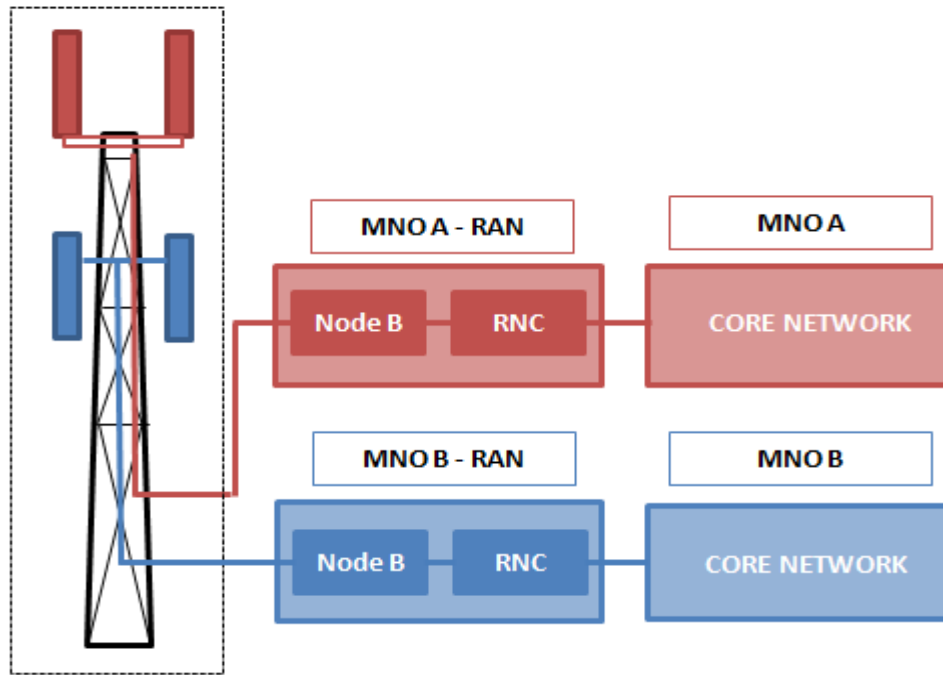 MNO A - RAN
MNO A
Node B
RNC
CORE NETWORK
MNO B - RAN
MNO B
Node B
RNC
CORE NETWORK